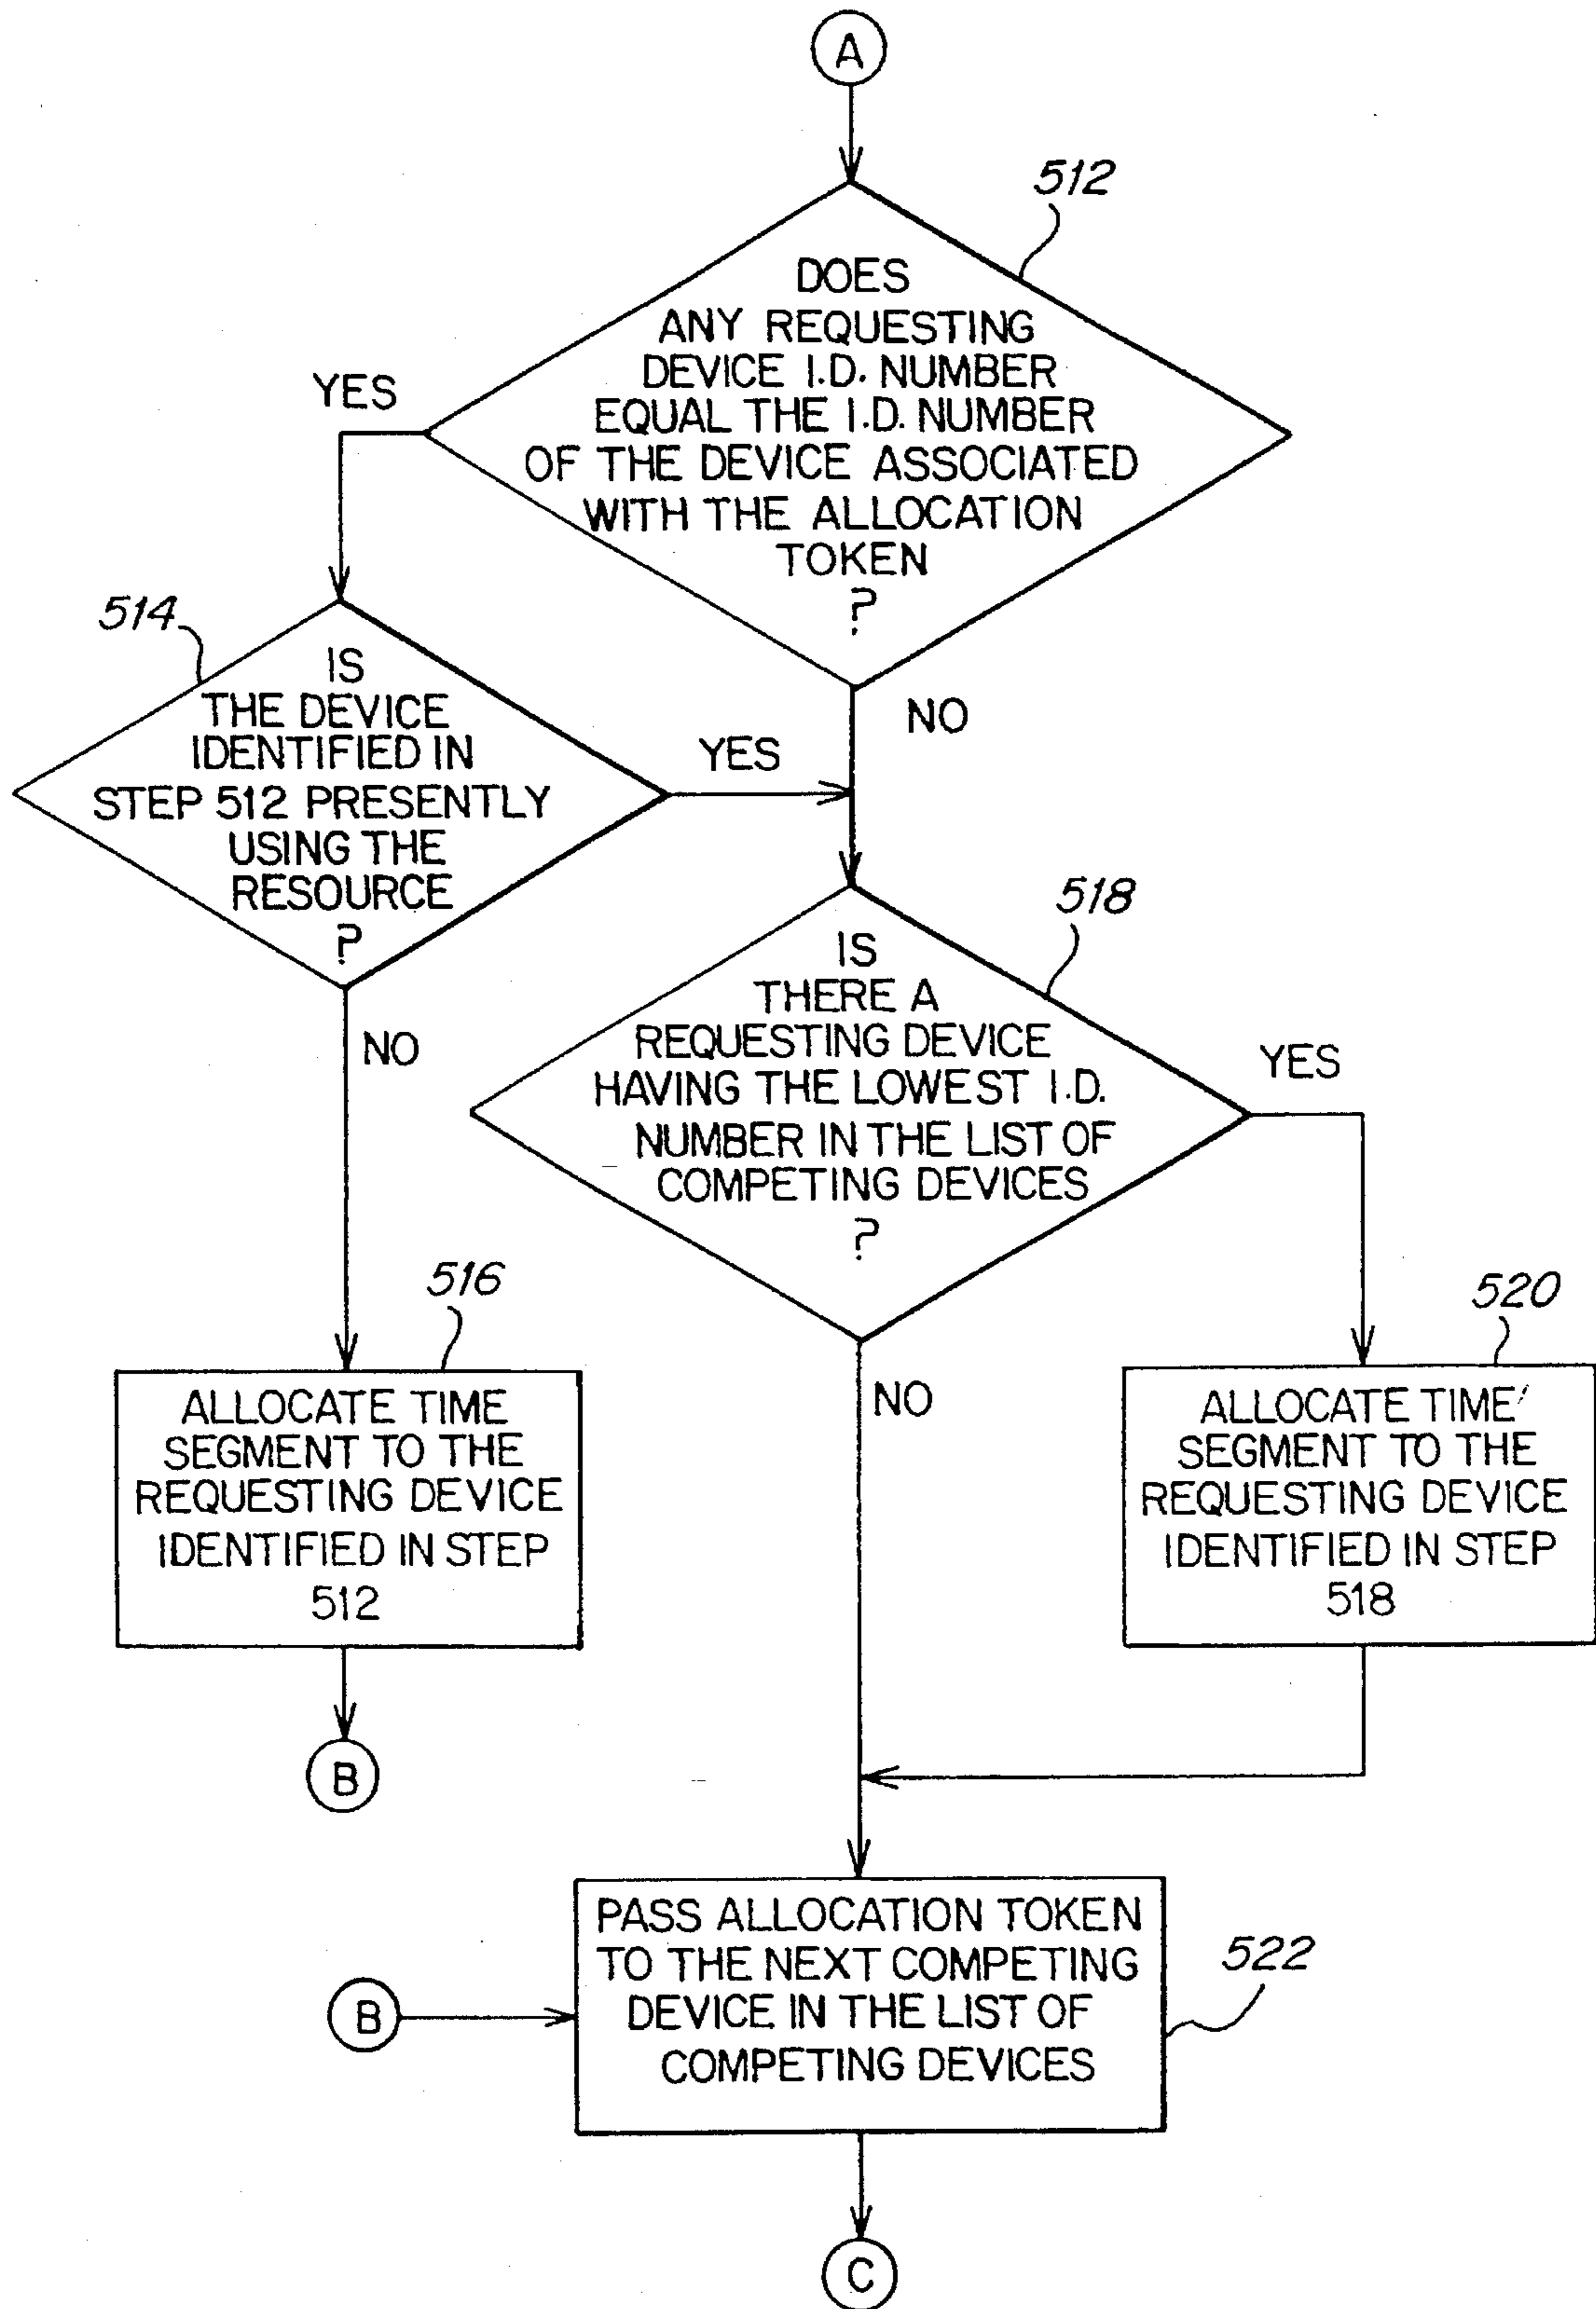 A
512
DOES
ANY REQUESTING
DEVICE I.D. NUMBER
EQUAL THE I.D. NUMBER
OF THE DEVICE ASSOCIATED
WITH THE ALLOCATION
TOKEN
?
YES
NO
514
IS
THE DEVICE
IDENTIFIED IN
STEP 512 PRESENTLY
USING THE
RESOURCE
?
YES
NO
518
IS
THERE A
REQUESTING DEVICE
HAVING THE LOWEST I.D.
NUMBER IN THE LIST OF
COMPETING DEVICES
?
YES
NO
516
ALLOCATE TIME
SEGMENT TO THE
REQUESTING DEVICE
IDENTIFIED IN STEP
512
B
520
ALLOCATE TIME
SEGMENT TO THE
REQUESTING DEVICE
IDENTIFIED IN STEP
518
B
PASS ALLOCATION TOKEN
TO THE NEXT COMPETING
DEVICE IN THE LIST OF
COMPETING DEVICES
522
C